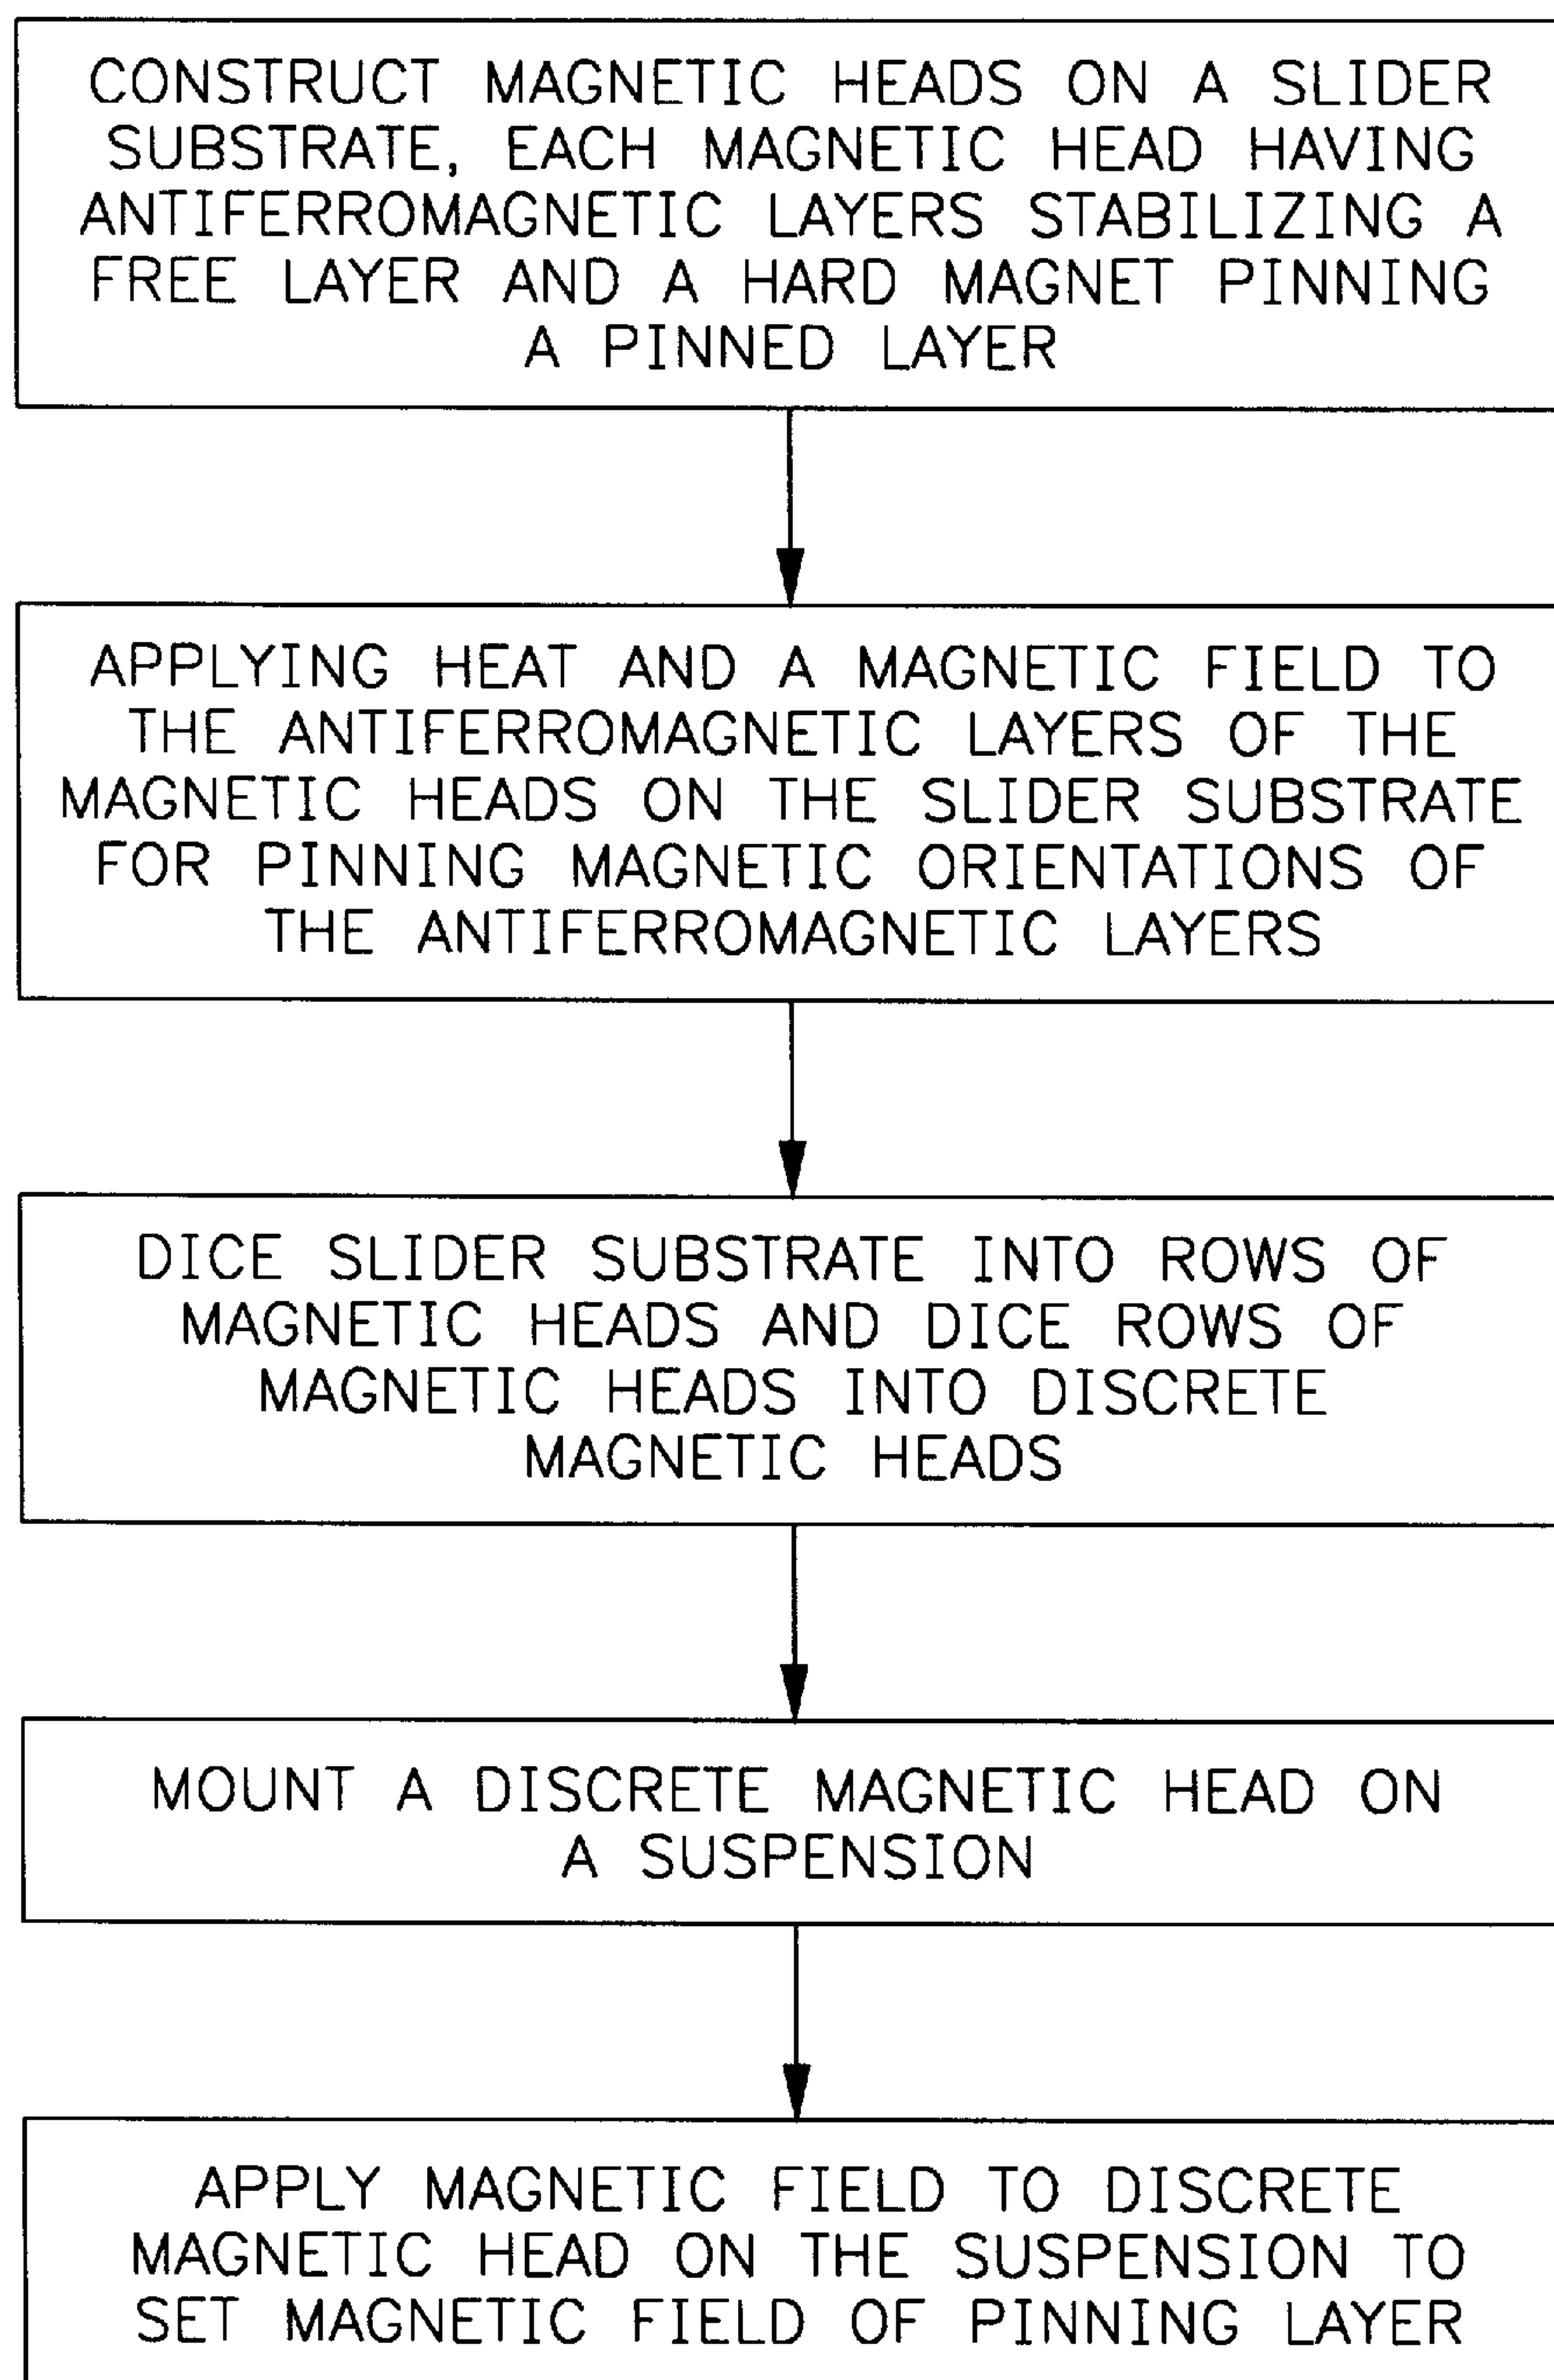 CONSTRUCT MAGNETIC HEADS ON A SLIDER
SUBSTRATE, EACH MAGNETIC HEAD HAVING
ANTIFERROMAGNETIC LAYERS STABILIZING A
FREE LAYER AND A HARD MAGNET PINNING
A PINNED LAYER
APPLYING HEAT AND A MAGNETIC FIELD TO
THE ANTIFERROMAGNETIC LAYERS OF THE
MAGNETIC HEADS ON THE SLIDER SUBSTRATE
FOR PINNING MAGNETIC ORIENTATIONS OF
THE ANTIFERROMAGNETIC LAYERS
DICE SLIDER SUBSTRATE INTO ROWS OF
MAGNETIC HEADS AND DICE ROWS OF
MAGNETIC HEADS INTO DISCRETE
MAGNETIC HEADS
MOUNT A DISCRETE MAGNETIC HEAD ON
A SUSPENSION
APPLY MAGNETIC FIELD TO DISCRETE
MAGNETIC HEAD ON THE SUSPENSION TO
SET MAGNETIC FIELD OF PINNING LAYER